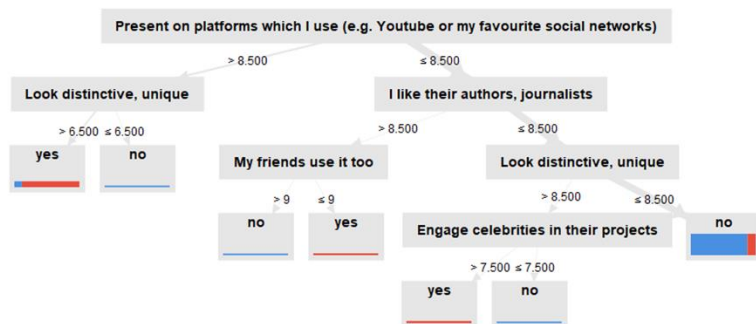 Present on platforms which I use (e.g. Youtube or my favourite social networks)
> 8.500 ≤ 8.500
Look distinctive, unique
I like their authors, journalists
> 6.500 ≤ 6.500
> 8.500 ≤ 8.500
yes
no
My friends use it too
Look distinctive, unique
> 9 ≤ 9
> 8.500 ≤ 8.500
no
yes
Engage celebrities in their projects
no
> 7.500 ≤ 7.500
yes
no